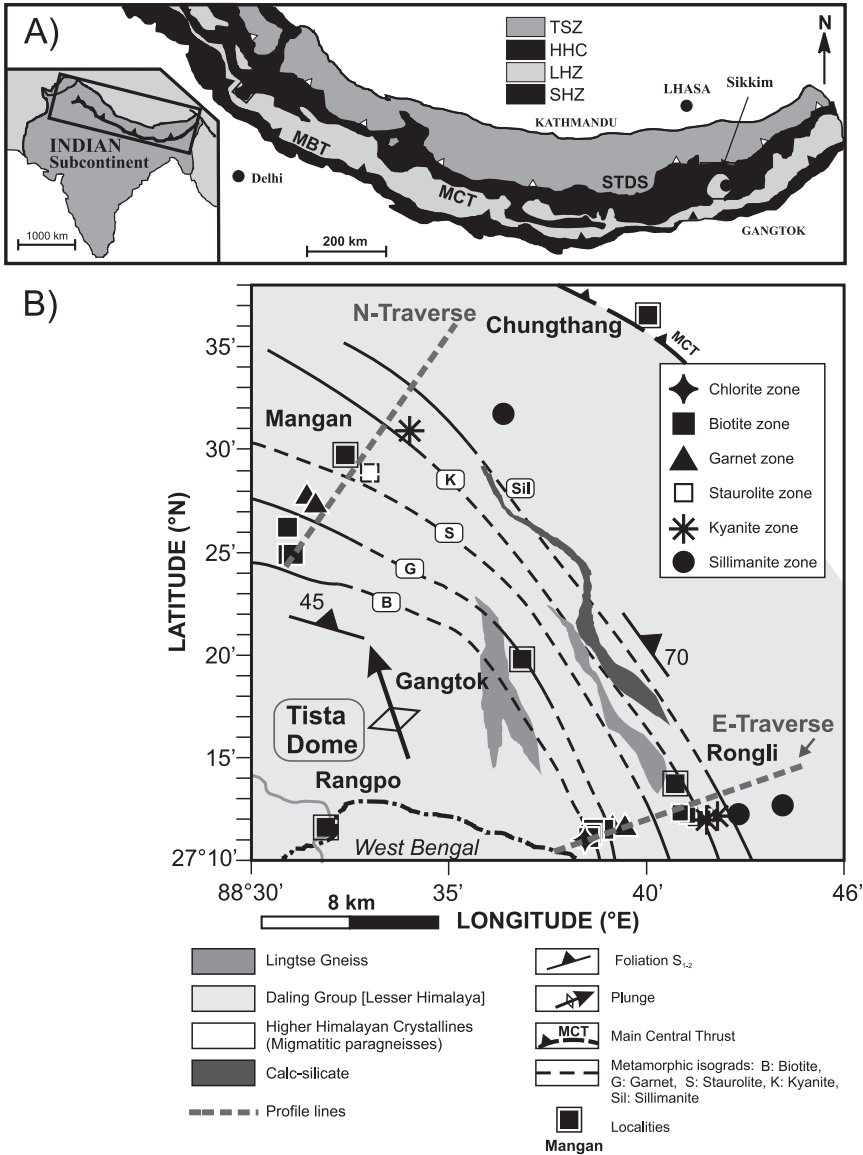 A)
TSZ
HHC
LHZ
SHZ
N
Sikkim
LHASA
KATHMANDU
INDIAN
Subcontinent
MBT
Delhi
MCT
STDS
GANGTOK
1000 km
200 km
B)
N-Traverse
Chungthang
MCT
35’
Chlorite zone
Biotite zone
Garnet zone
Staurolite zone
Kyanite zone
Sillimanite zone
Mangan
30’
K
Sil
S
25’
G
B
LATITUDE (°N)
45
20’
70
Gangtok
Tista
Dome
E-Traverse
Rongli
15’
Rangpo
West Bengal
27°10’
88°30’
35’
40’
46’
8 km
LONGITUDE (°E)
Lingtse Gneiss
Daling Group [Lesser Himalaya]
Higher Himalayan Crystallines
(Migmatitic paragneisses)
Calc-silicate
Profile lines
Foliation S1-2
Plunge
MCT
Main Central Thrust
Metamorphic isograds: B: Biotite,
G: Garnet, S: Staurolite, K: Kyanite,
Sil: Sillimanite
Localities
Mangan